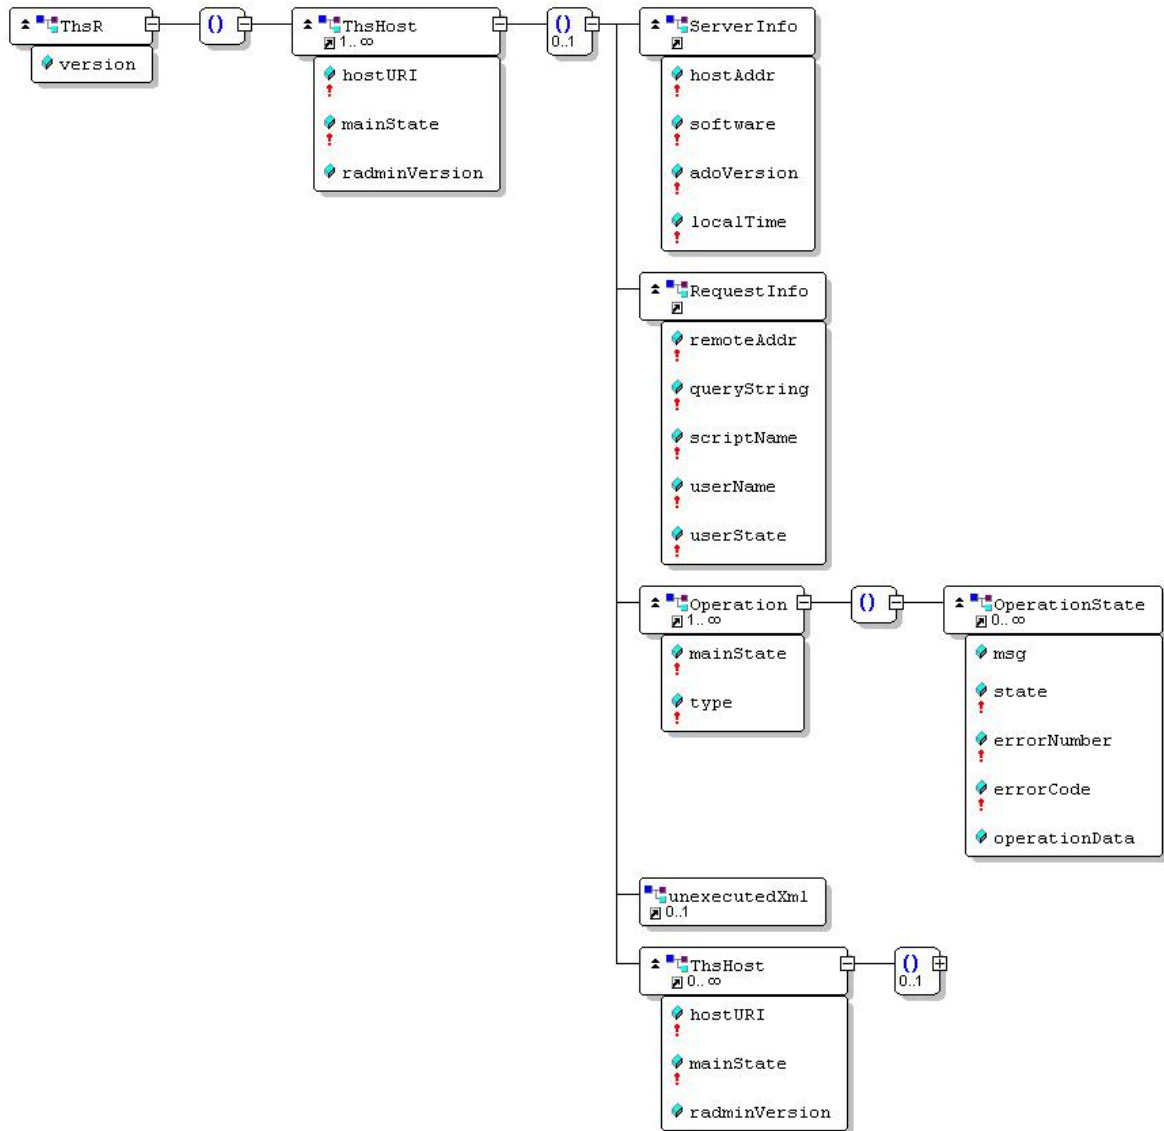 ThsR
version
()
ThsHost
1.. ∞
hostURI
mainState
radminVersion
()
0..1
ServerInfo
hostAddr
software
adoVersion
localTime
RequestInfo
remoteAddr
queryString
scriptName
userName
userState
Operation
1.. ∞
mainState
type
()
OperationState
0.. ∞
msg
state
errorNumber
errorCode
operationData
unexecutedXml
0..1
ThsHost
0.. ∞
hostURI
mainState
radminVersion
()
0..1